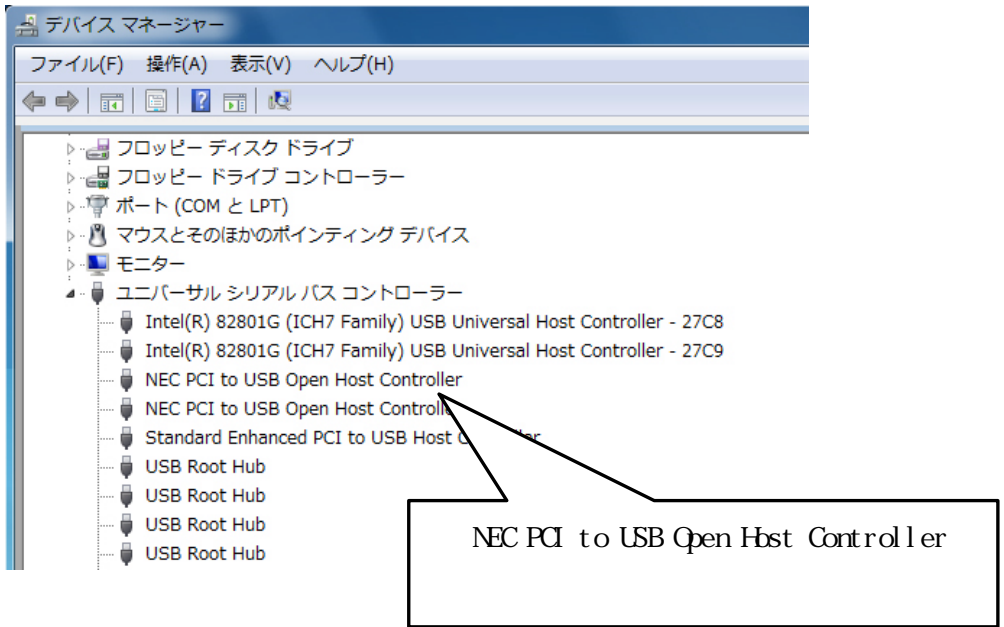 デバイス マネージャー
ファイル(F) 操作(A) 表示(V) ヘルプ(H)
フロッピー ディスク ドライブ
フロッピー ドライブ コントローラー
ポート (COM と LPT)
マウスとそのほかのポインティング デバイス
モニター
ユニバーサル シリアル バス コントローラー
Intel(R) 82801G (ICH7 Family) USB Universal Host Controller - 27C8
Intel(R) 82801G (ICH7 Family) USB Universal Host Controller - 27C9
NEC PCI to USB Open Host Controller
NEC PCI to USB Open Host
Standard Enhanced PCI to USB Host
USB Root Hub
USB Root Hub
USB Root Hub
USB Root Hub
NEC PCI to USB Open Host Controller